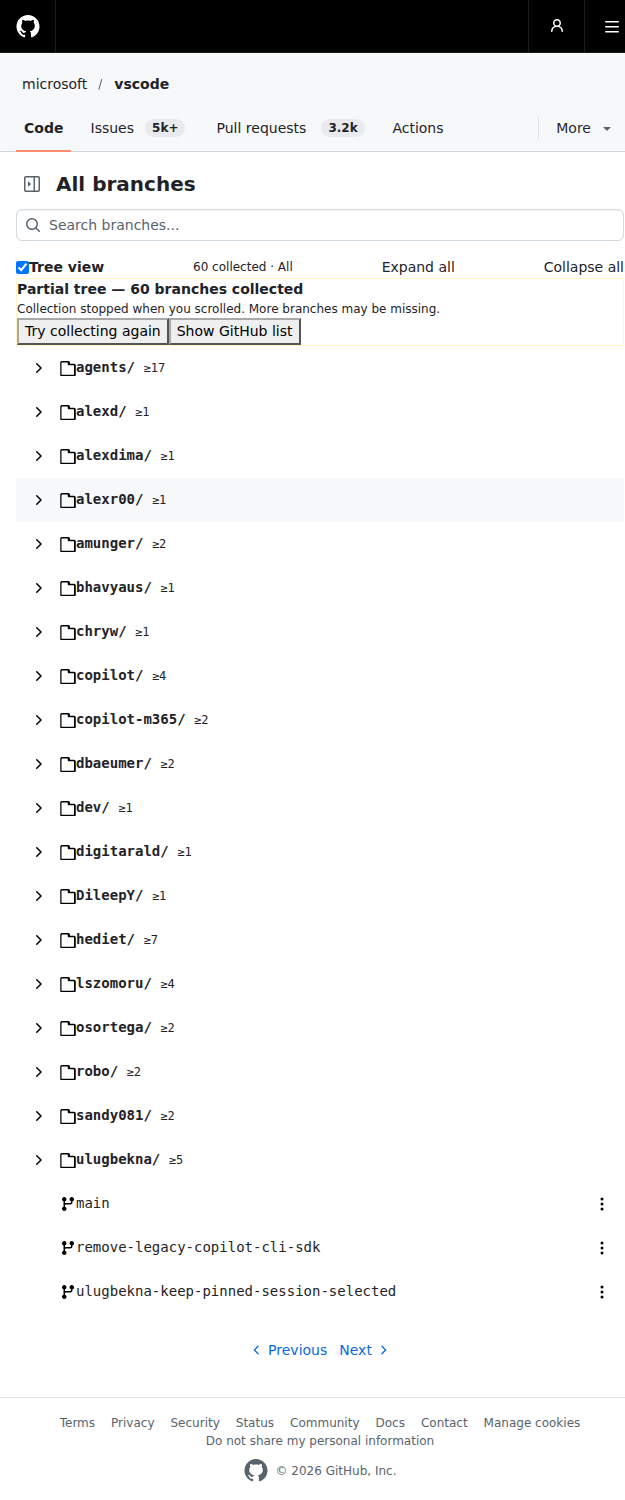 microsoft / vscode
Code Issues 5k+ Pull requests 3.2k Actions More
All branches
Search branches...
Tree view 60 collected · All Expand all Collapse all
Partial tree — 60 branches collected
Collection stopped when you scrolled. More branches may be missing.
Try collecting again Show GitHub list
agents/ ≥17
alexd/ ≥1
alexdima/ ≥1
alexr00/ ≥1
amunger/ ≥2
bhavyaus/ ≥1
chryw/ ≥1
copilot/ ≥4
copilot-m365/ ≥2
dbaeumer/ ≥2
dev/ ≥1
digitarald/ ≥1
DileepY/ ≥1
hediet/ ≥7
lszomoru/ ≥4
osortega/ ≥2
robo/ ≥2
sandy081/ ≥2
ulugbekna/ ≥5
main
remove-legacy-copilot-cli-sdk
ulugbekna-keep-pinned-session-selected
Previous Next
Terms Privacy Security Status Community Docs Contact Manage cookies
Do not share my personal information
© 2026 GitHub, Inc.